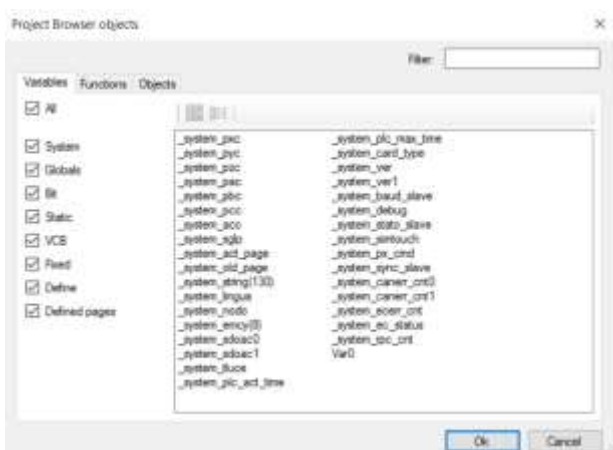 Project Browser objects
Filter:
Variables Functions Objects
All
System
Globals
Bit
Static
VCB
Fixed
Define
Defined pages
_system_pxc
_system_pyc
_system_pzc
_system_pac
_system_pbc
_system_pcc
_system_aco
_system_sglp
_system_act_page
_system_old_page
_system_string(130)
_system_lingua
_system_nodo
_system_emcy(8)
_system_sdoac0
_system_sdoac1
_system_tluce
_system_plc_act_time
_system_plc_max_time
_system_card_type
_system_ver
_system_ver1
_system_baud_slave
_system_debug
_system_stato_slave
_system_simtouch
_system_px_cmd
_system_sync_slave
_system_canerr_cnt0
_system_canerr_cnt1
_system_ecerr_cnt
_system_ec_status
_system_rpc_cnt
Var0
Ok
Cancel